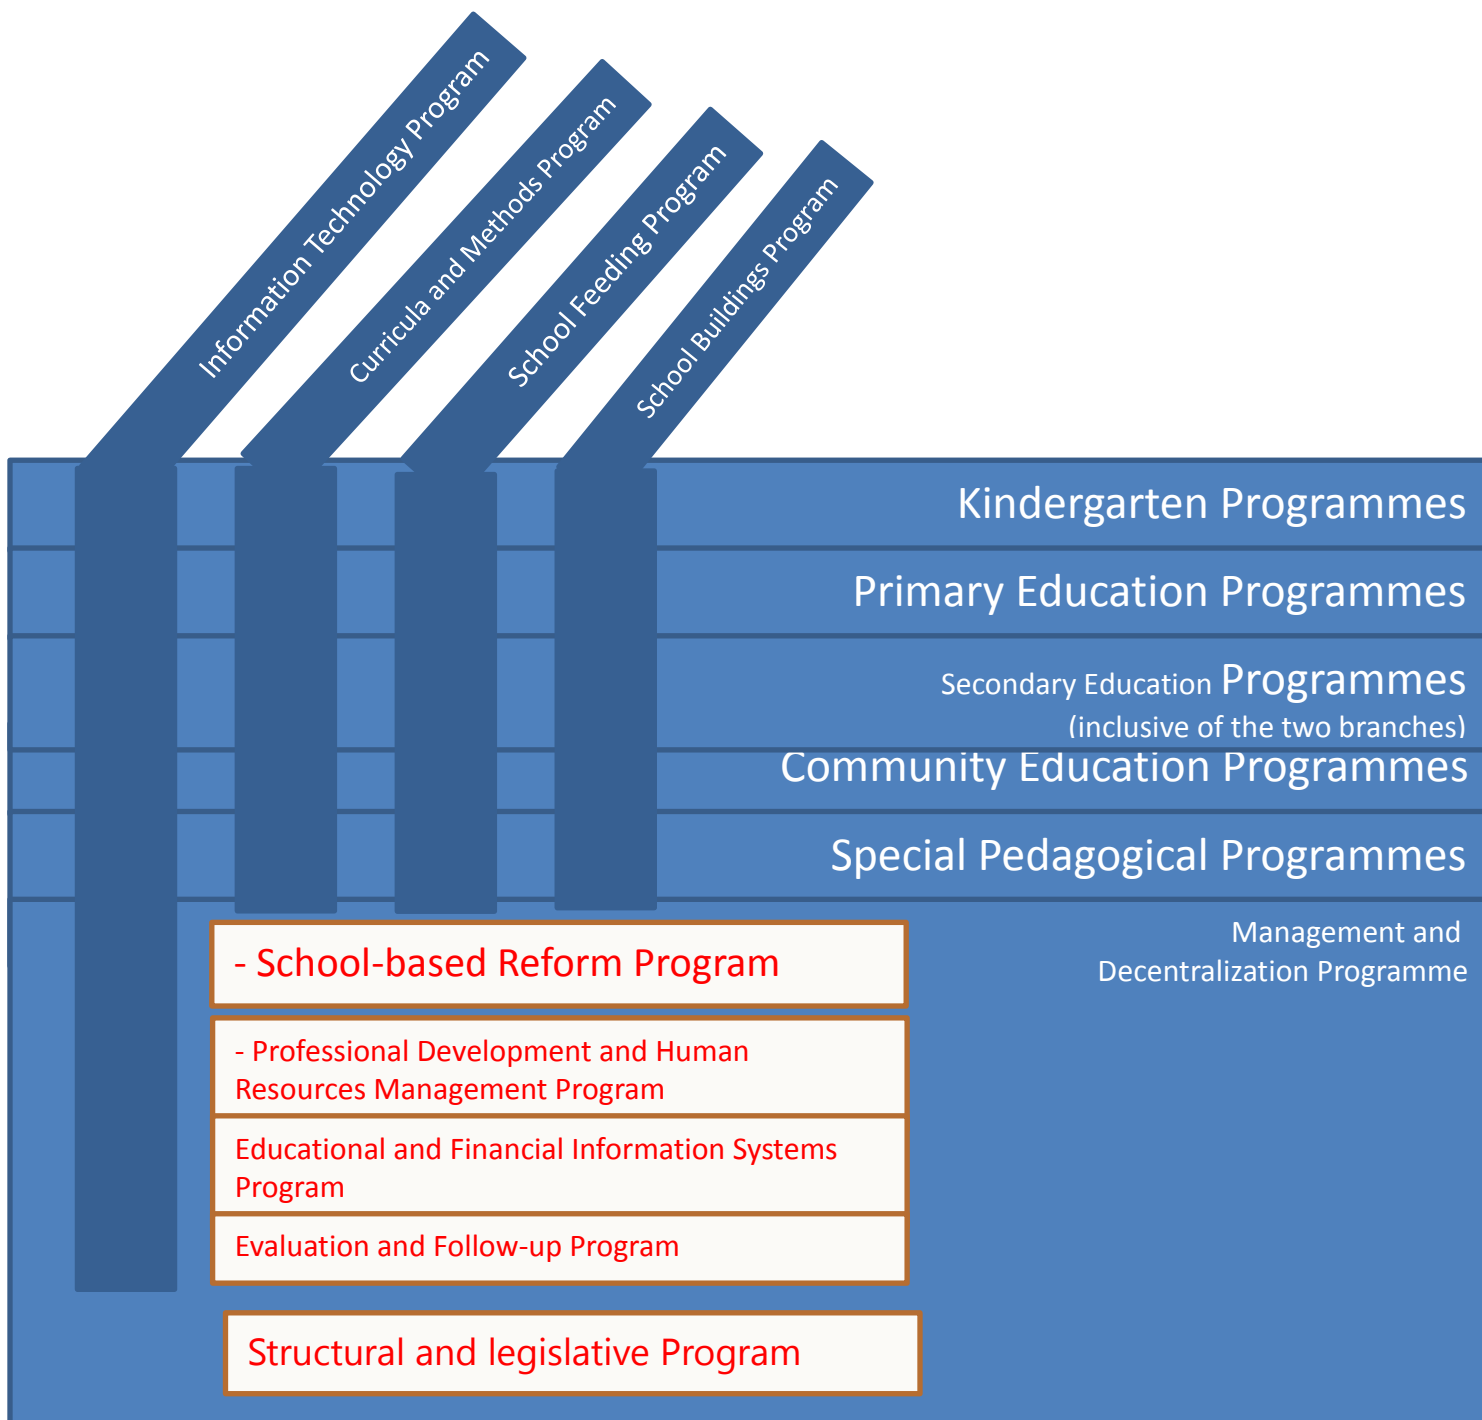 Information Technology Program
Curricula and Methods Program
School Feeding Program
School Buildings Program
Kindergarten Programmes
Primary Education Programmes
Secondary Education Programmes
(inclusive of the two branches)
Community Education Programmes
Special Pedagogical Programmes
Management and
Decentralization Programme
- School-based Reform Program
- Professional Development and Human
Resources Management Program
Educational and Financial Information Systems
Program
Evaluation and Follow-up Program
Structural and legislative Program